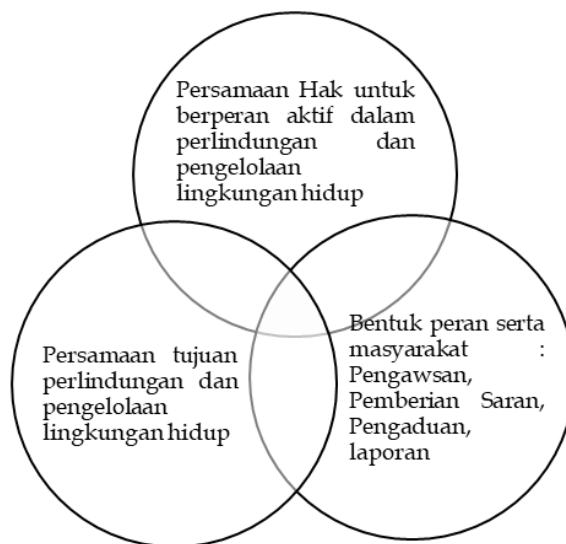 Persamaan Hak untuk
berperan aktif dalam
perlindungan dan
pengelolaan
lingkungan hidup
Persamaan tujuan
perlindungan dan
pengelolaan
lingkungan hidup
Bentuk peran serta
masyarakat :
Pengawsan,
Pemberian Saran,
Pengaduan,
laporan